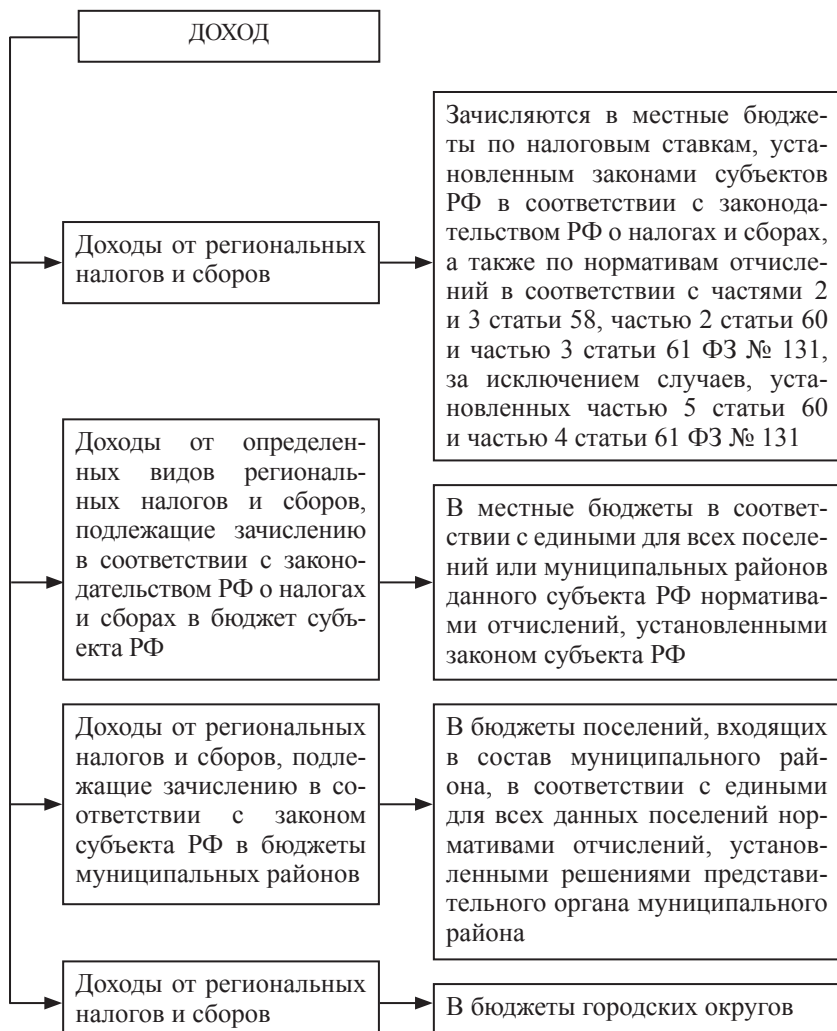 ДОХОД
Доходы от региональных
налогов и сборов
Зачисляются в местные бюдже-
ты по налоговым ставкам, уста-
новленным законами субъектов
РФ в соответствии с законода-
тельством РФ о налогах и сборах,
а также по нормативам отчисле-
ний в соответствии с частями 2
и 3 статьи 58, частью 2 статьи 60
и частью 3 статьи 61 ФЗ № 131,
за исключением случаев, уста-
новленных частью 5 статьи 60
и частью 4 статьи 61 ФЗ № 131
Доходы от определен-
ных видов региональ-
ных налогов и сборов,
подлежащие зачислению
в соответствии с законо-
дательством РФ о налогах
и сборах в бюджет субъ-
екта РФ
В местные бюджеты в соответ-
ствии с едиными для всех поселе-
ний или муниципальных районов
данного субъекта РФ норматива-
ми отчислений, установленными
законом субъекта РФ
Доходы от региональных
налогов и сборов, подле-
жащие зачислению в со-
ответствии с законом
субъекта РФ в бюджеты
муниципальных районов
В бюджеты поселений, входящих
в состав муниципального рай-
она, в соответствии с едиными
для всех данных поселений нор-
мативами отчислений, установ-
ленными решениями представи-
тельного органа муниципального
района
Доходы от региональных
налогов и сборов
В бюджеты городских округов